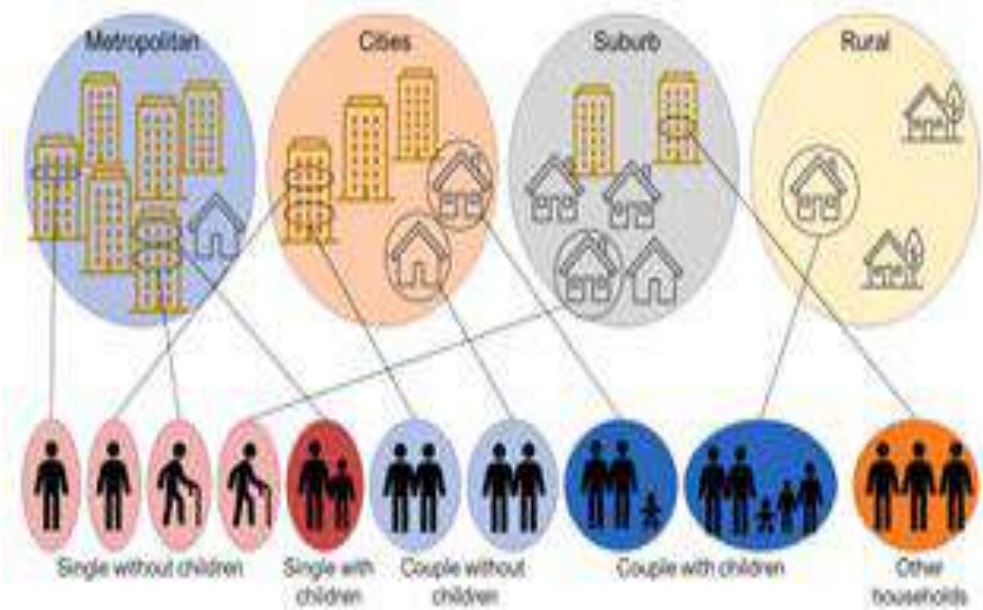 Metropolitan
Cities
Suburb
Rural
Single without children
Single with
children
Couple without
children
Couple with children
Other
households